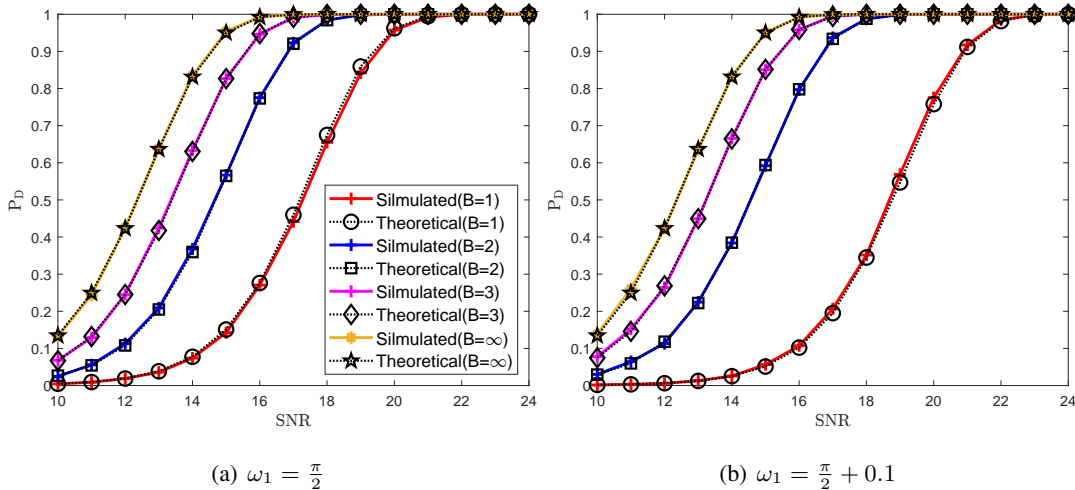 1
0.9
0.8
0.7
0.6
0.5
0.4
0.3
0.2
0.1
0
P_D
10 12 14 16 18 20 22 24
SNR
Silmulated(B=1)
Theoretical(B=1)
Silmulated(B=2)
Theoretical(B=2)
Silmulated(B=3)
Theoretical(B=3)
Silmulated(B=∞)
Theoretical(B=∞)
(a) ω₁ = π/2
1
0.9
0.8
0.7
0.6
0.5
0.4
0.3
0.2
0.1
0
P_D
10 12 14 16 18 20 22 24
SNR
(b) ω₁ = π/2 + 0.1